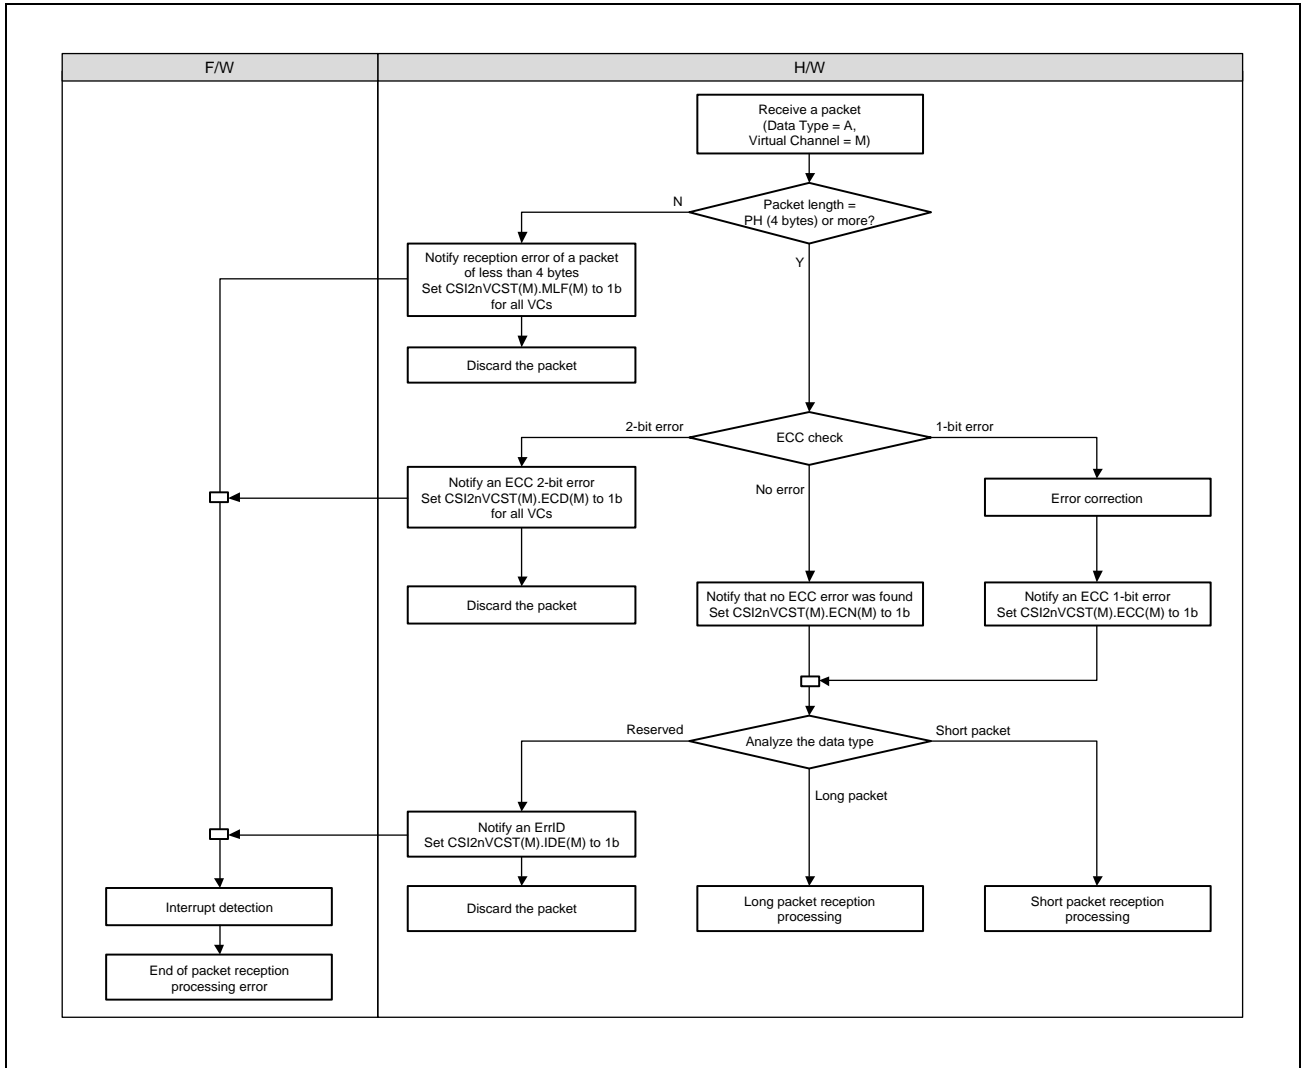 F/W
H/W
Receive a packet
(Data Type = A,
Virtual Channel = M)
Packet length =
PH (4 bytes) or more?
N
Y
Notify reception error of a packet
of less than 4 bytes
Set CSI2nVCST(M).MLF(M) to 1b
for all VCs
Discard the packet
ECC check
2-bit error
1-bit error
No error
Notify an ECC 2-bit error
Set CSI2nVCST(M).ECD(M) to 1b
for all VCs
Error correction
Discard the packet
Notify that no ECC error was found
Set CSI2nVCST(M).ECN(M) to 1b
Notify an ECC 1-bit error
Set CSI2nVCST(M).ECC(M) to 1b
Analyze the data type
Reserved
Short packet
Long packet
Notify an ErrID
Set CSI2nVCST(M).IDE(M) to 1b
Interrupt detection
Discard the packet
Long packet reception
processing
Short packet reception
processing
End of packet reception
processing error